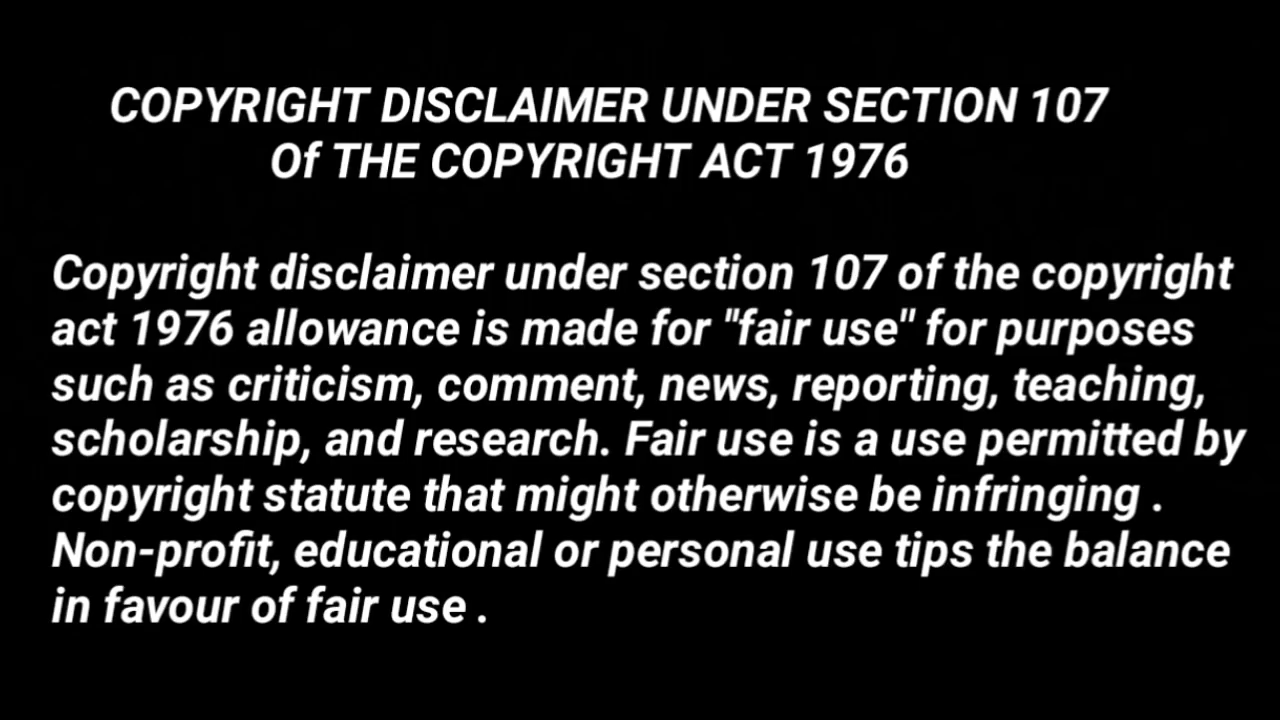 COPYRIGHT DISCLAIMER UNDER SECTION 107
Of THE COPYRIGHT ACT 1976
Copyright disclaimer under section 107 of the copyright
act 1976 allowance is made for "fair use" for purposes
such as criticism, comment, news, reporting, teaching,
scholarship, and research. Fair use is a use permitted by
copyright statute that might otherwise be infringing .
Non-profit, educational or personal use tips the balance
in favour of fair use .